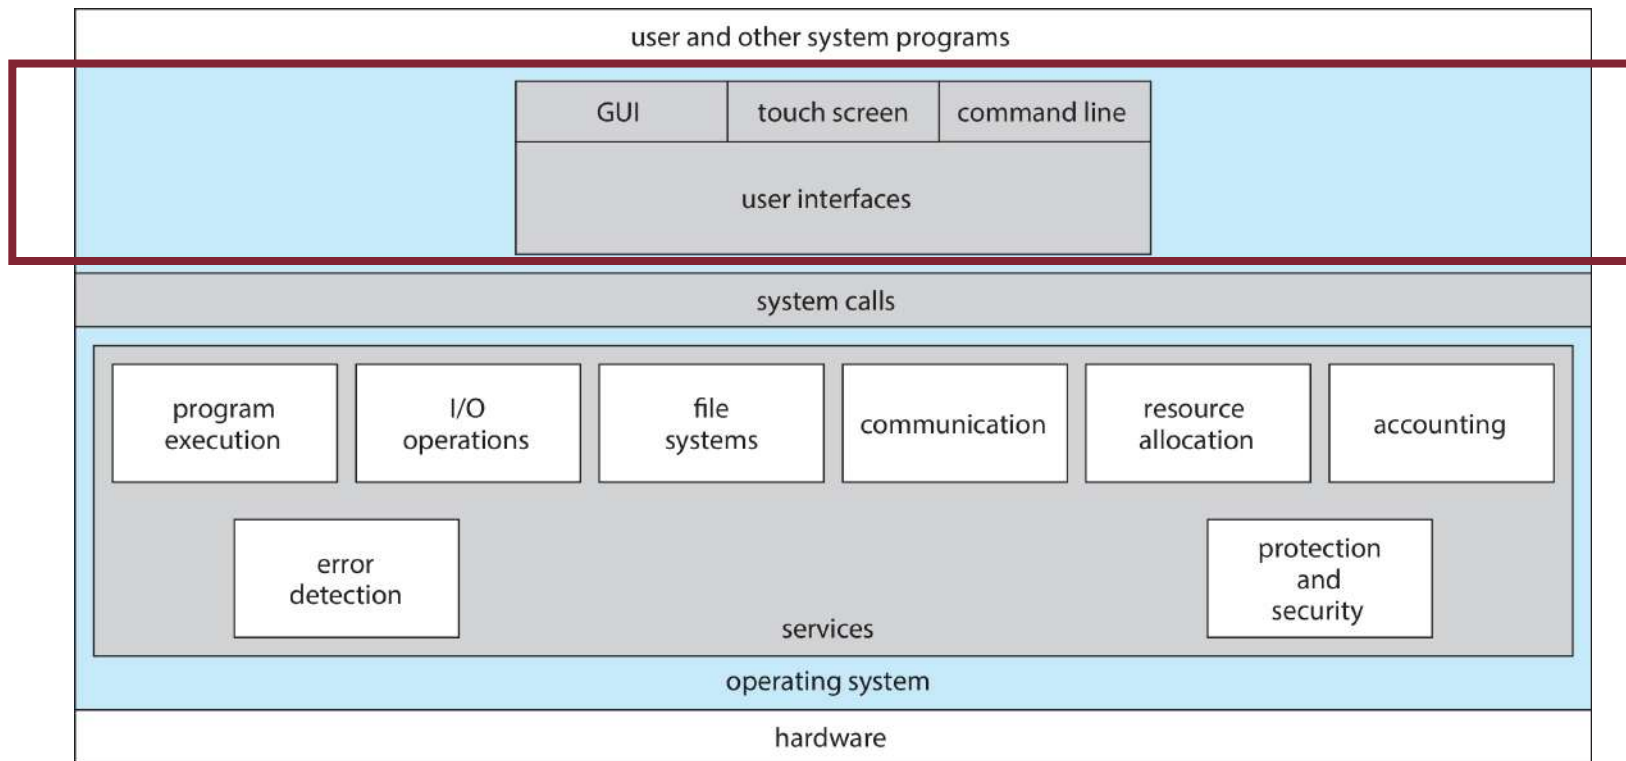 user and other system programs
GUI
touch screen
command line
user interfaces
system calls
program
execution
I/O
operations
file
systems
communication
resource
allocation
accounting
error
detection
protection
and
security
services
operating system
hardware